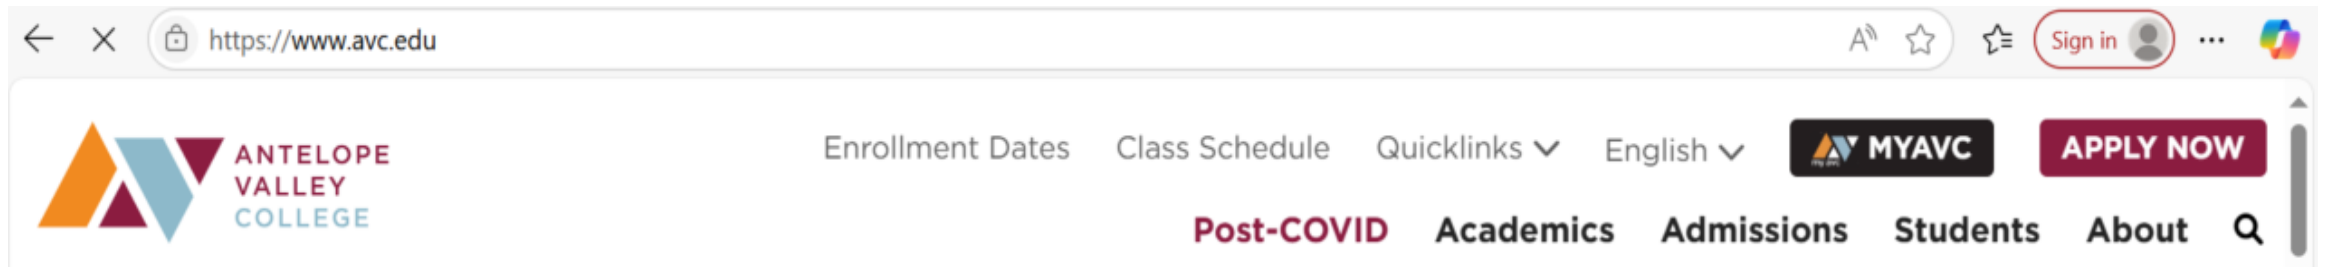 https://www.avc.edu
Sign in
ANTELOPE
VALLEY
COLLEGE
Enrollment Dates Class Schedule Quicklinks English MYAVC APPLY NOW
Post-COVID Academics Admissions Students About